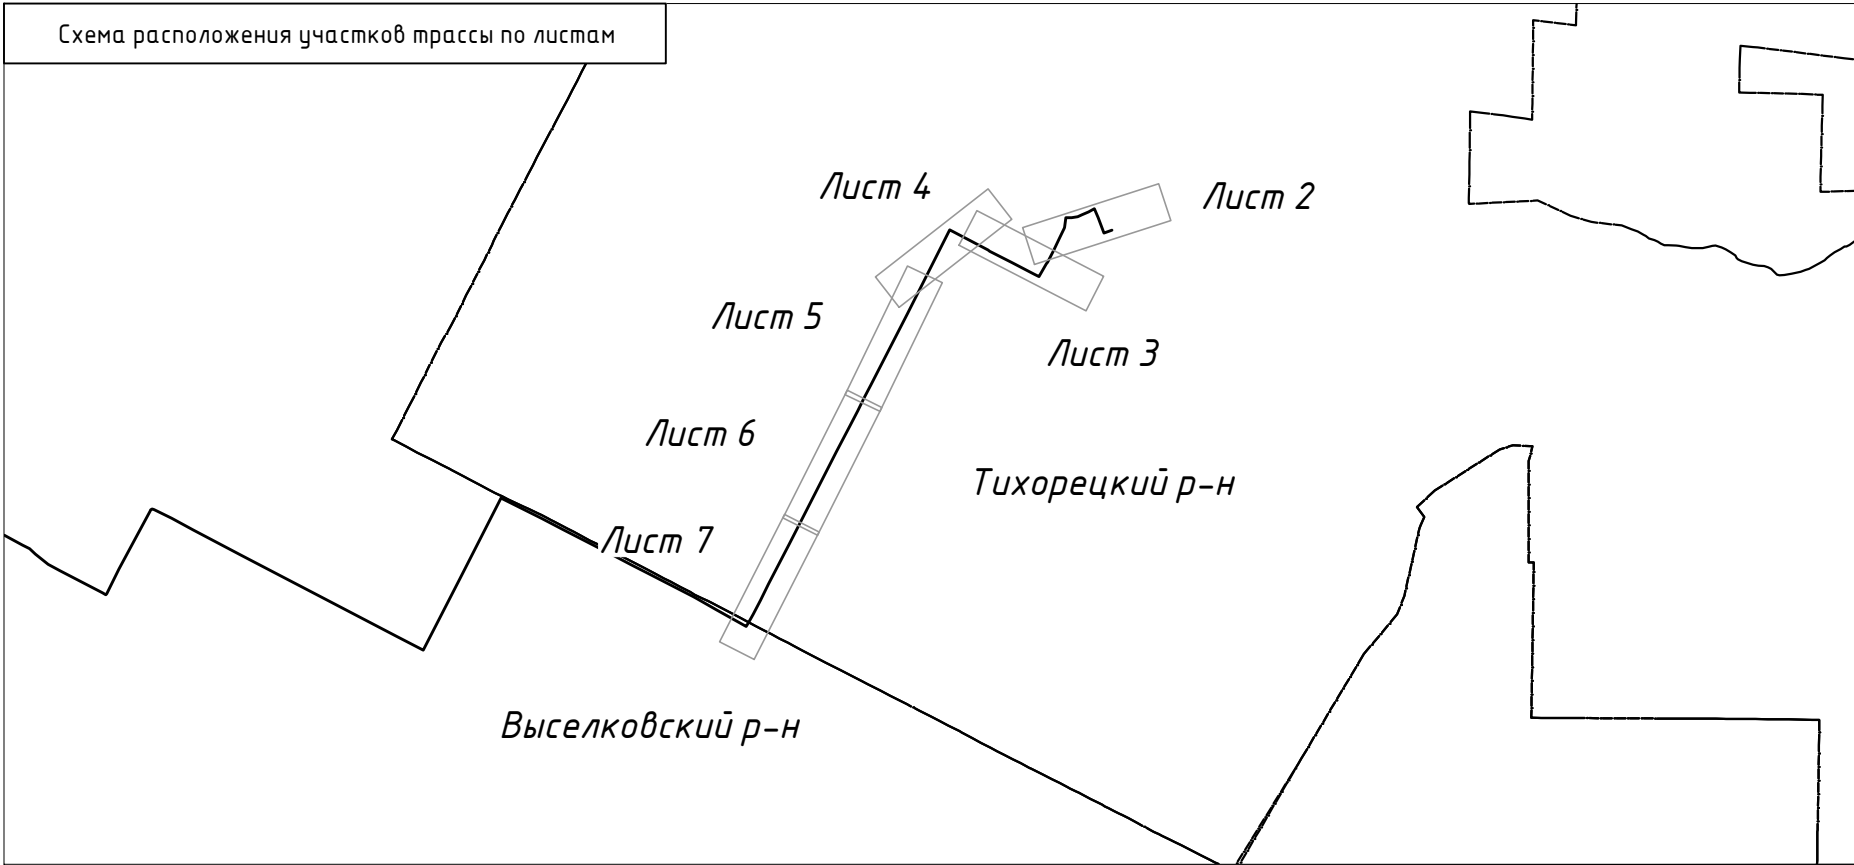 Схема расположения участков трассы по листам
Лист 4
Лист 2
Лист 5
Лист 3
Лист 6
Тихорецкий р-н
Лист 7
Выселковский р-н